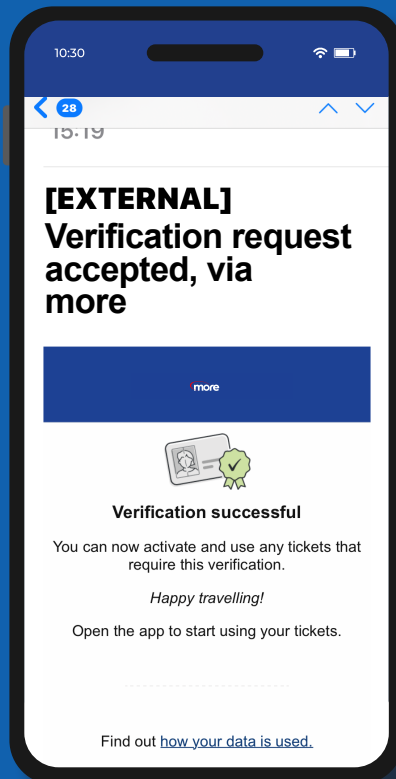 10:30
28
15:19
[EXTERNAL]
Verification request
accepted, via
more
more
Verification successful
You can now activate and use any tickets that
require this verification.
Happy travelling!
Open the app to start using your tickets.
Find out how your data is used.